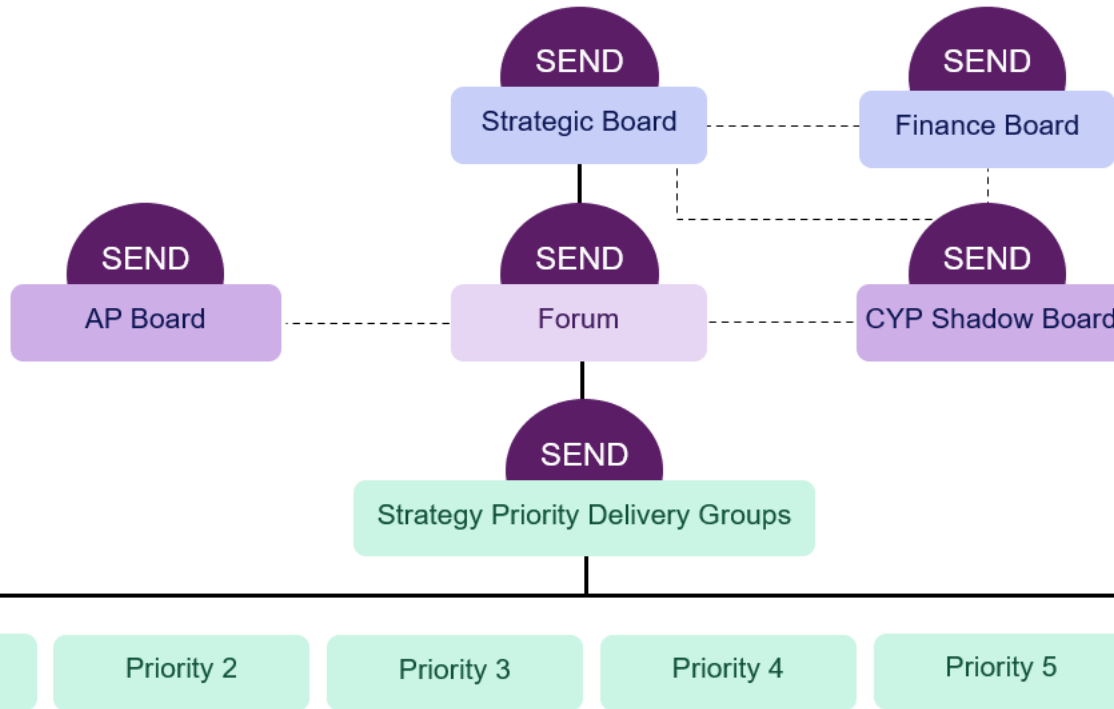 SEND
Strategic Board
SEND
Finance Board
SEND
AP Board
SEND
Forum
SEND
CYP Shadow Board
SEND
Strategy Priority Delivery Groups
Priority 2
Priority 3
Priority 4
Priority 5